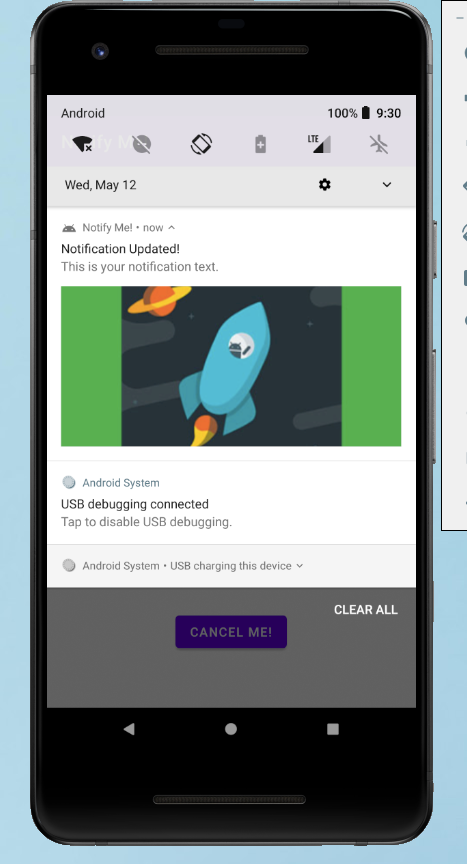 Android 100% 9:30
Notify Me
LTE
Wed, May 12
Notify Me! • now
Notification Updated!
This is your notification text.
Android System
USB debugging connected
Tap to disable USB debugging.
Android System • USB charging this device
CLEAR ALL
CANCEL ME!